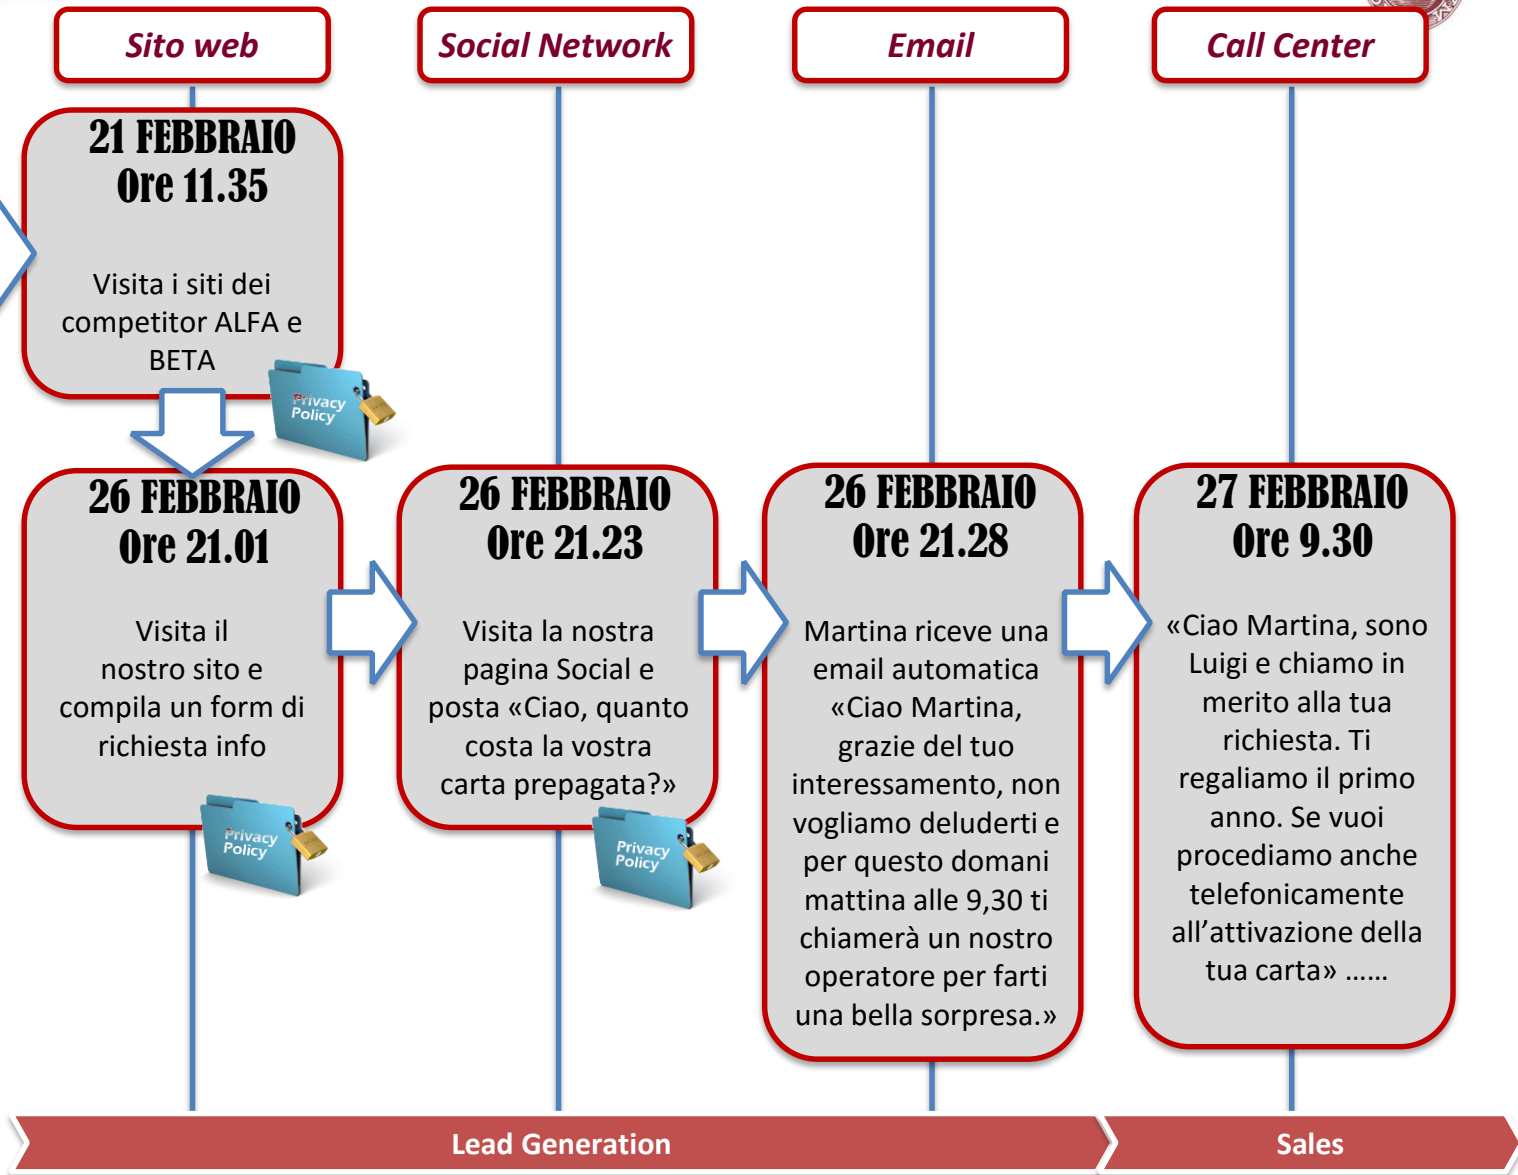 Sito web
Social Network
Email
Call Center
21 FEBBRAIO
Ore 11.35
Visita i siti dei
competitor ALFA e
BETA
Privacy
Policy
26 FEBBRAIO
Ore 21.01
Visita il
nostro sito e
compila un form di
richiesta info
Privacy
Policy
26 FEBBRAIO
Ore 21.23
Visita la nostra
pagina Social e
posta «Ciao, quanto
costa la vostra
carta prepagata?»
Privacy
Policy
26 FEBBRAIO
Ore 21.28
Martina riceve una
email automatica
«Ciao Martina,
grazie del tuo
interessamento, non
vogliamo deluderti e
per questo domani
mattina alle 9,30 ti
chiamerà un nostro
operatore per farti
una bella sorpresa.»
27 FEBBRAIO
Ore 9.30
«Ciao Martina, sono
Luigi e chiamo in
merito alla tua
richiesta. Ti
regaliamo il primo
anno. Se vuoi
procediamo anche
telefonicamente
all’attivazione della
tua carta» ……
Lead Generation
Sales